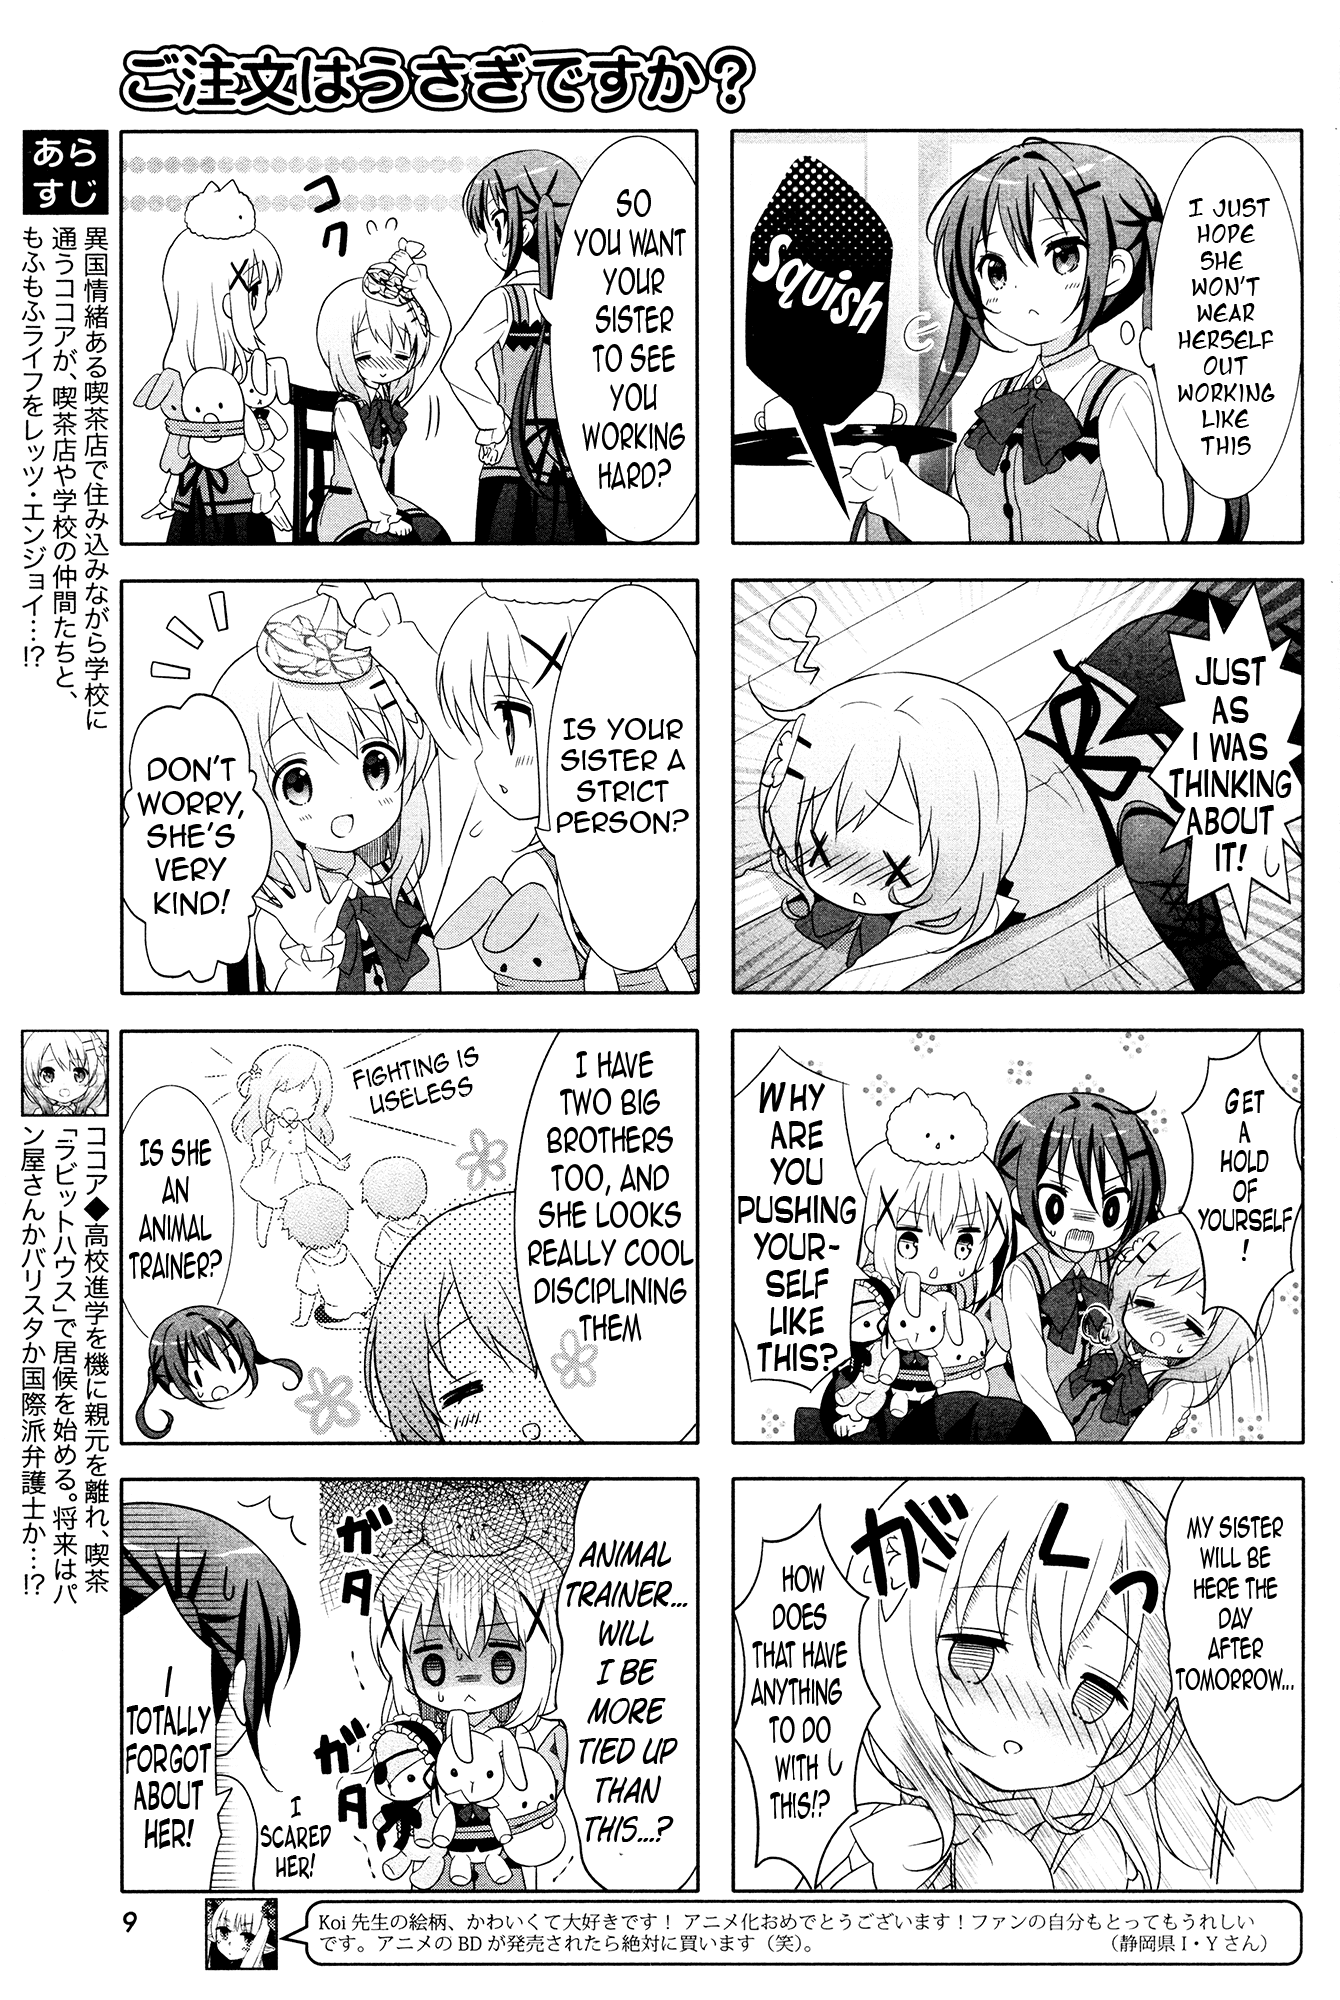 ご注文はうさぎですか？
I JUST
HOPE
SHE
WON'T
WEAR
HERSELF
OUT
WORKING
LIKE
THIS
Squish
JUST
AS
I WAS
THINKING
ABOUT
IT!
GET
A
HOLD
OF
YOURSELF
!
WHY
ARE
YOU
PUSHING
YOUR-
SELF
LIKE
THIS?
MY SISTER
WILL BE
HERE THE
DAY
AFTER
TOMORROW...
がくっ
HOW
DOES
THAT HAVE
ANYTHING
TO DO
WITH
THIS!?
SO
YOU WANT
YOUR
SISTER
TO SEE
YOU
WORKING
HARD?
コク
IS YOUR
SISTER A
STRICT
PERSON?
DON'T
WORRY,
SHE'S
VERY
KIND!
I HAVE
TWO BIG
BROTHERS
TOO, AND
SHE LOOKS
REALLY COOL
DISCIPLINING
THEM
FIGHTING IS
USELESS
IS SHE
AN
ANIMAL
TRAINER?
ANIMAL
TRAINER...
WILL
I BE
MORE
TIED UP
THAN
THIS...?
ガタ
ガタ
I
SCARED
HER!
I
TOTALLY
FORGOT
ABOUT
HER!
あら
すじ
異国情緒ある喫茶店で住み込みながら学校に
通うココアが、喫茶店や学校の仲間たちと、
もふもふライフをレッツ・エンジョイ…!?
ココア◆高校進学を機に親元を離れ、喫茶
「ラビットハウス」で居候を始める。将来はパ
ン屋さんかバリスタか国際派弁護士か…!?
9
Koi 先生の絵柄、かわいくて大好きです！ アニメ化おめでとうございます！ファンの自分もとってもうれしい
です。アニメの BD が発売されたら絶対に買います（笑）。
（静岡県 I・Y さん）